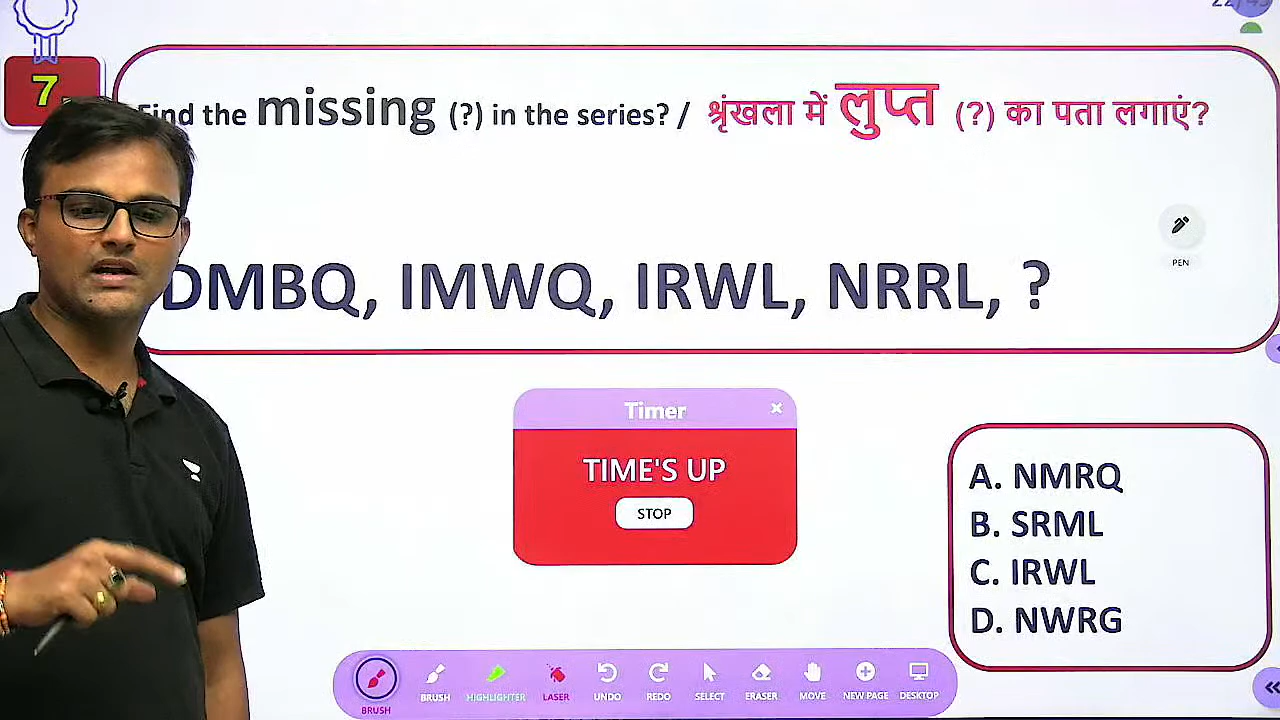 7.
Find the missing (?) in the series? / श्रृंखला में लुप्त (?) का पता लगाएं?
PEN
DMBQ, IMWQ, IRWL, NRRL, ?
Timer
TIME'S UP
STOP
A. NMRQ
B. SRML
C. IRWL
D. NWRG
BRUSH BRUSH HIGHLIGHTER LASER UNDO REDO SELECT ERASER MOVE NEW PAGE DESKTOP